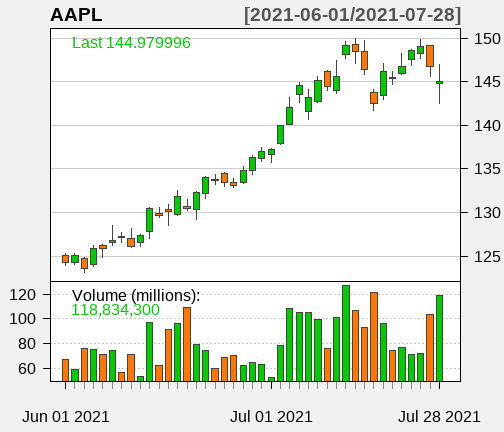 AAPL [2021-06-01/2021-07-28]
Last 144.979996
150
145
140
135
130
125
Volume (millions):
118,834,300
120
100
80
60
Jun 01 2021 Jul 01 2021 Jul 28 2021